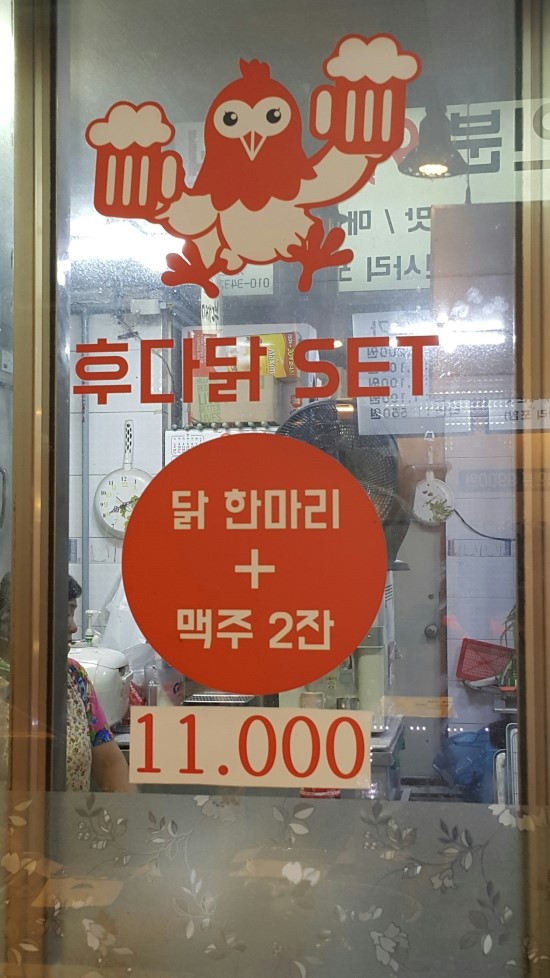 후다닭 SET
닭 한마리
+
맥주 2잔
11.000